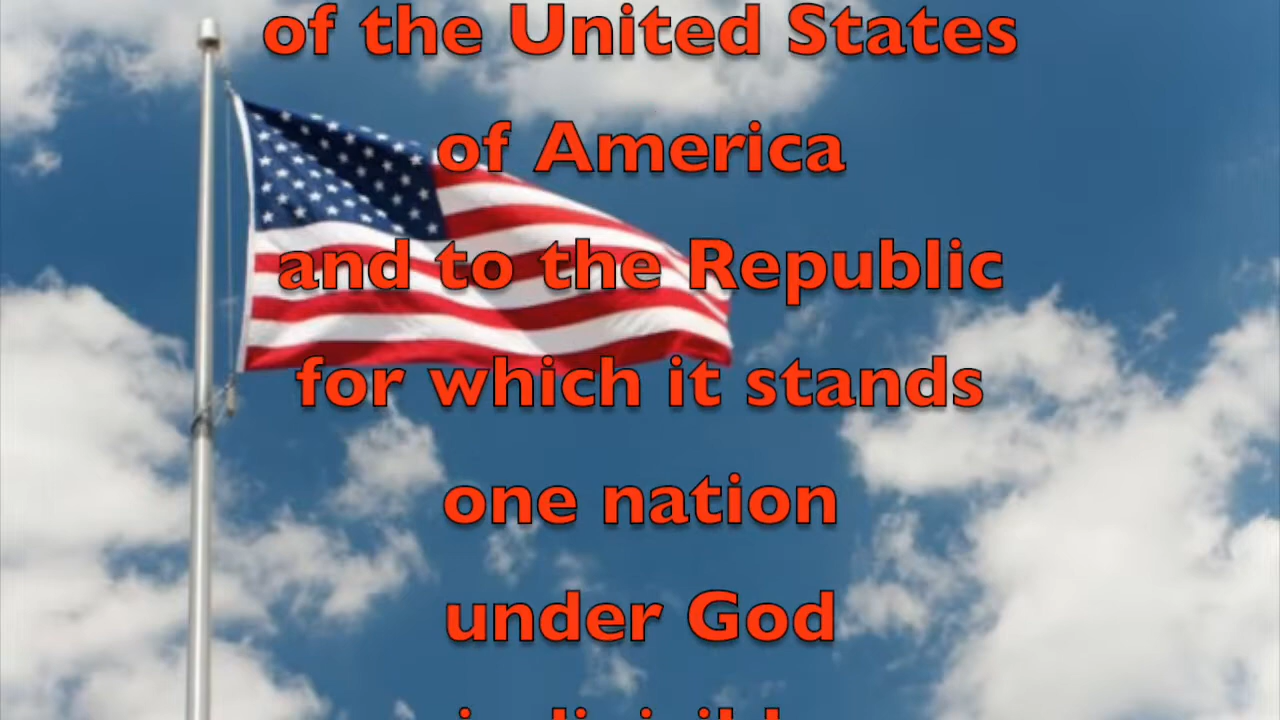 of the United States
of America
and to the Republic
for which it stands
one nation
under God